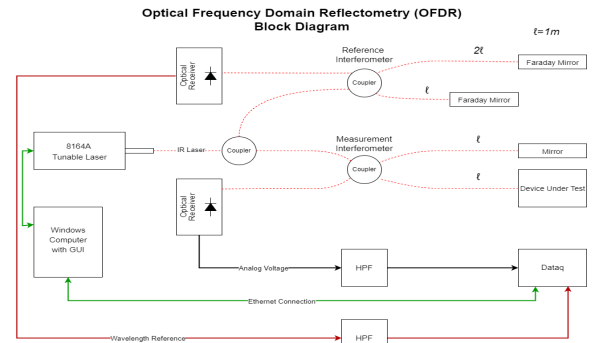 Optical Frequency Domain Reflectometry (OFDR)
Block Diagram
ℓ=1m
Reference
Interferometer
2ℓ
Optical
Receiver
Coupler
Faraday Mirror
ℓ
Faraday Mirror
8164A
Tunable Laser
IR Laser
Coupler
Measurement
Interferometer
ℓ
Mirror
Coupler
ℓ
Device Under Test
Optical
Receiver
Windows
Computer
with GUI
Analog Voltage
HPF
Dataq
Ethernet Connection
Wavelength Reference
HPF